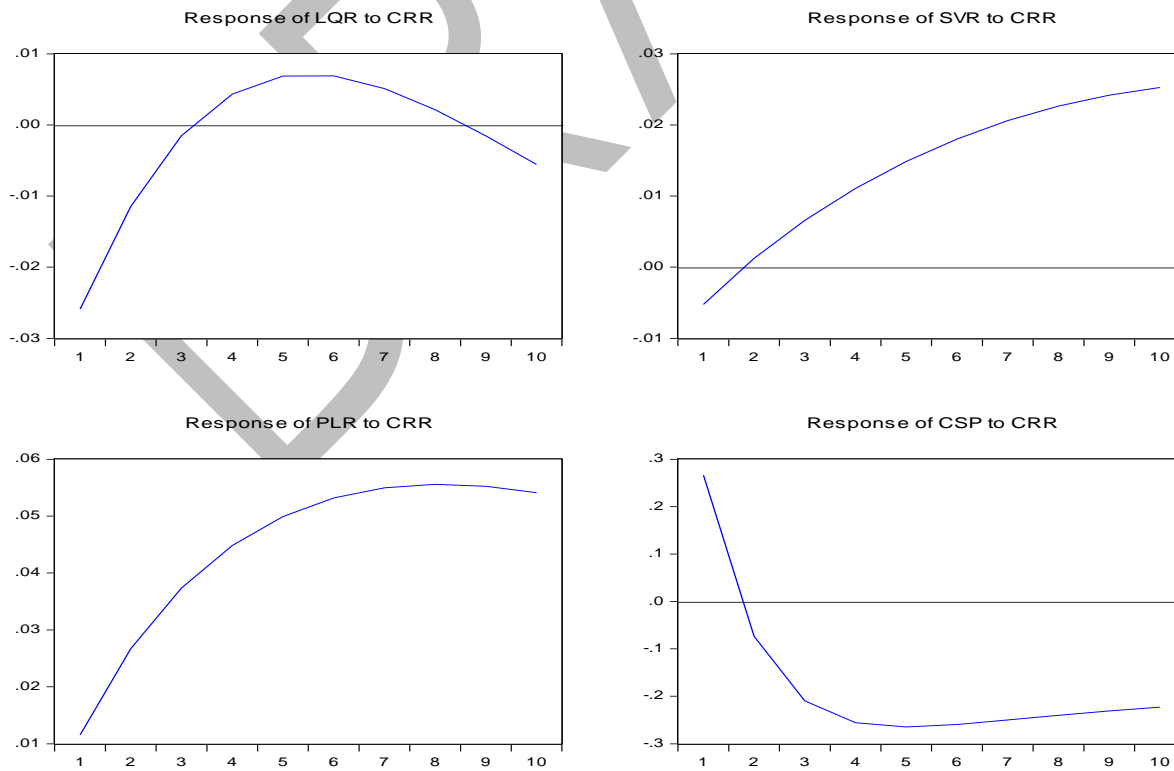 Response of LQR to CRR
.01
.00
-.01
-.02
-.03
1 2 3 4 5 6 7 8 9 10
Response of SVR to CRR
.03
.02
.01
.00
-.01
1 2 3 4 5 6 7 8 9 10
Response of PLR to CRR
.06
.05
.04
.03
.02
.01
1 2 3 4 5 6 7 8 9 10
Response of CSP to CRR
.3
.2
.1
.0
-.1
-.2
-.3
1 2 3 4 5 6 7 8 9 10